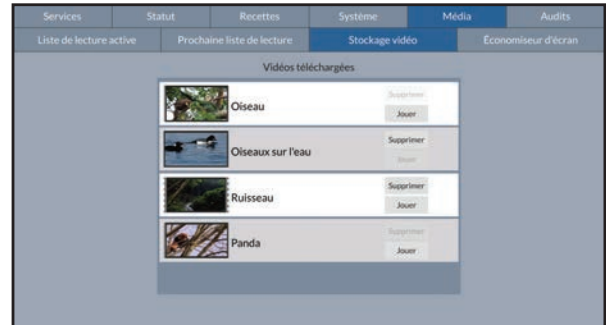 Services Statut Recettes Système Média Audits
Liste de lecture active Prochaine liste de lecture Stockage vidéo Économiseur d'écran
Vidéos téléchargées
Oiseau
Supprimer
Jouer
Oiseaux sur l'eau
Supprimer
Jouer
Ruisseau
Supprimer
Jouer
Panda
Supprimer
Jouer